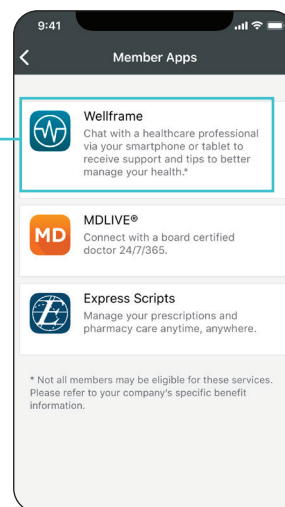 9:41
Member Apps
Wellframe
Chat with a healthcare professional
via your smartphone or tablet to
receive support and tips to better
manage your health.*
MD
MDLIVE®
Connect with a board certified
doctor 24/7/365.
Express Scripts
Manage your prescriptions and
pharmacy care anytime, anywhere.
* Not all members may be eligible for these services.
Please refer to your company's specific benefit
information.